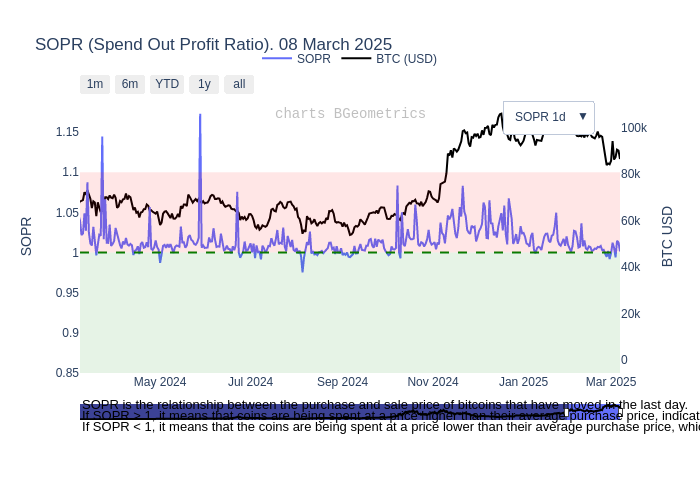 SOPR (Spend Out Profit Ratio). 08 March 2025
SOPR BTC (USD)
1m 6m YTD 1y all
charts BGeometrics
SOPR 1d ▼
1.15
1.1
1.05
1
0.95
0.9
0.85
SOPR
100k
80k
60k
40k
20k
0
BTC USD
May 2024 Jul 2024 Sep 2024 Nov 2024 Jan 2025 Mar 2025
SOPR is the relationship between the purchase and sale price of bitcoins that have moved in the last day.
If SOPR > 1, it means that coins are being spent at a price higher than their average purchase price, indicat
If SOPR < 1, it means that the coins are being spent at a price lower than their average purchase price, whic